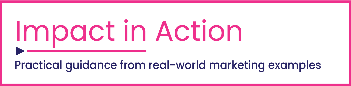 Impact in Action
Practical guidance from real-world marketing examples